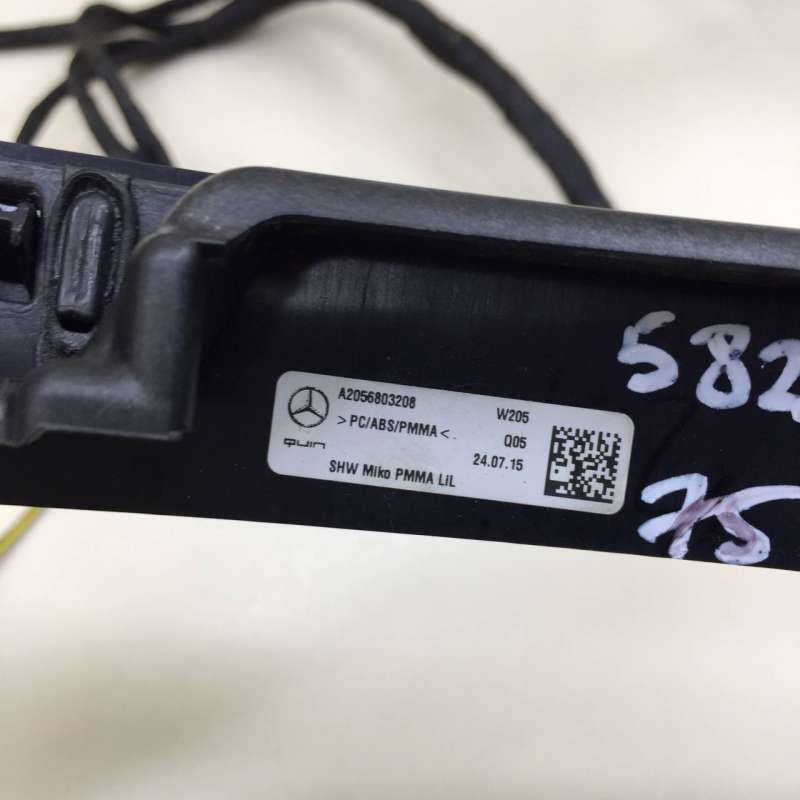 A2056803208
W205
>PC/ABS/PMMA<.
Q05
quin
24.07.15
SHW Miko PMMA LiL
582
75